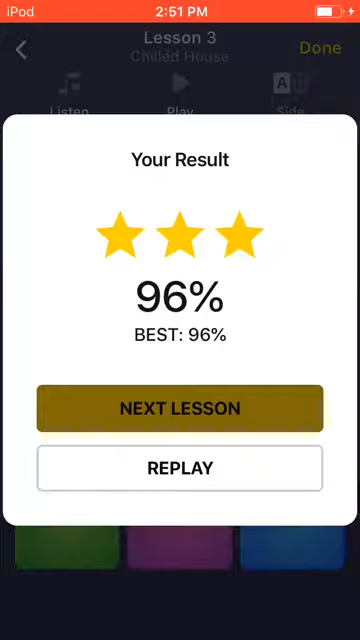 iPod 2:51 PM
Lesson 3
Chilled House
Done
Listen Play Side
A
Your Result
96%
BEST: 96%
NEXT LESSON
REPLAY